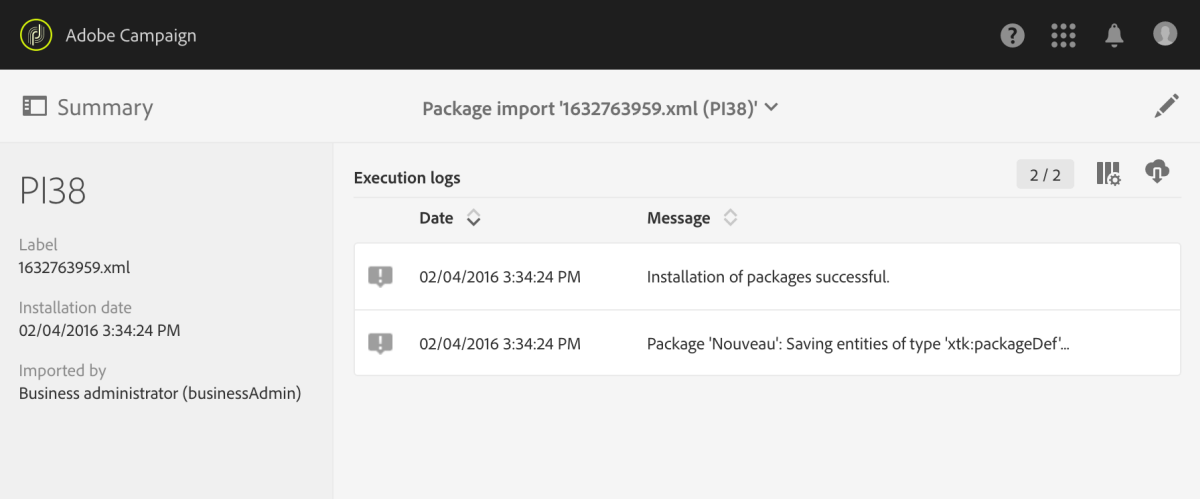 Adobe Campaign
Summary
Package import '1632763959.xml (PI38)'
PI38
Label
1632763959.xml
Installation date
02/04/2016 3:34:24 PM
Imported by
Business administrator (businessAdmin)
Execution logs
2 / 2
Date Message
02/04/2016 3:34:24 PM Installation of packages successful.
02/04/2016 3:34:24 PM Package 'Nouveau': Saving entities of type 'xtk:packageDef'...